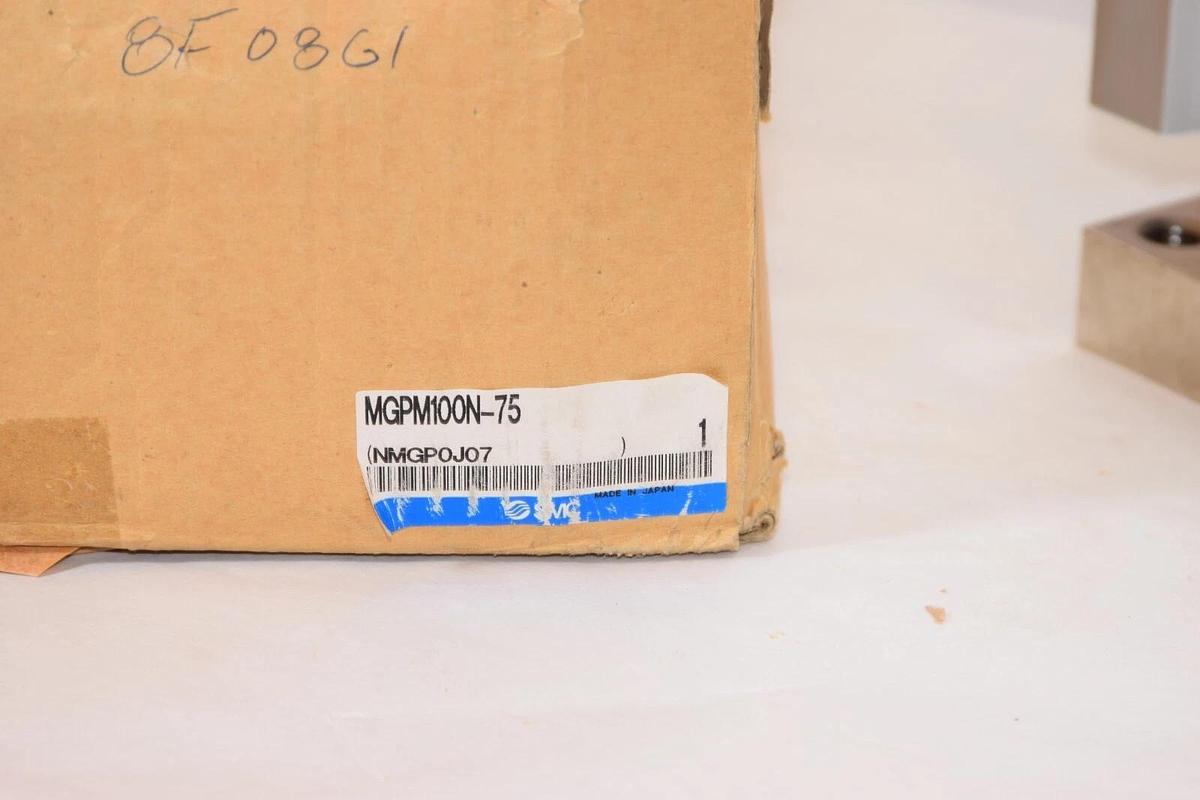 8F 08G1
MGPM100N-75
1
(NMGP0J07 )
MADE IN JAPAN
SMC